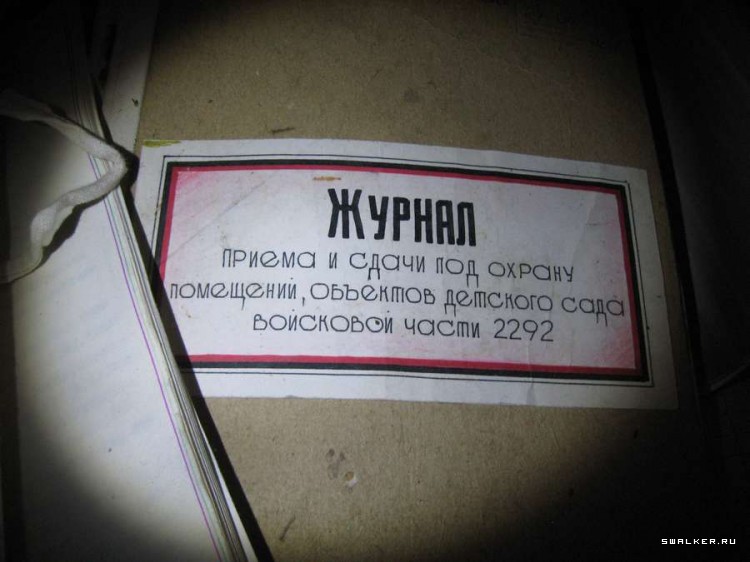 ЖУРНАЛ
приема и сдачи под охрану
помещений, объектов детского сада
войсковой части 2292
SWALKER.RU